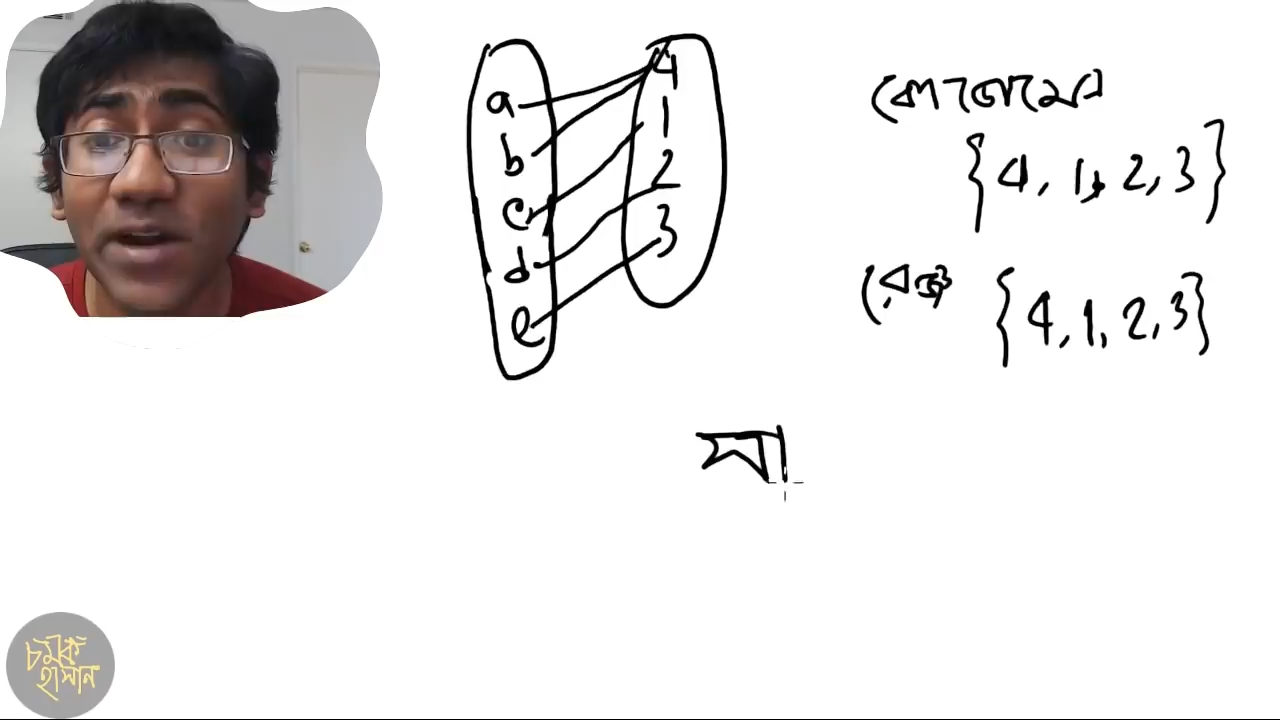 a
b
c
d
e
4
1
2
3
কোডোমেন
{4, 1, 2, 3}
রেঞ্জ {4, 1, 2, 3}
সা
চমক
হাসান